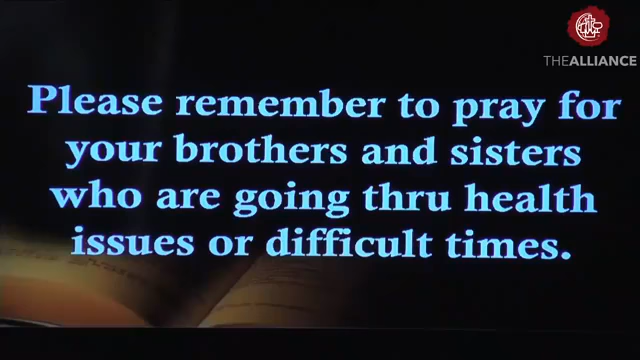 THEALLIANCE
Please remember to pray for
your brothers and sisters
who are going thru health
issues or difficult times.